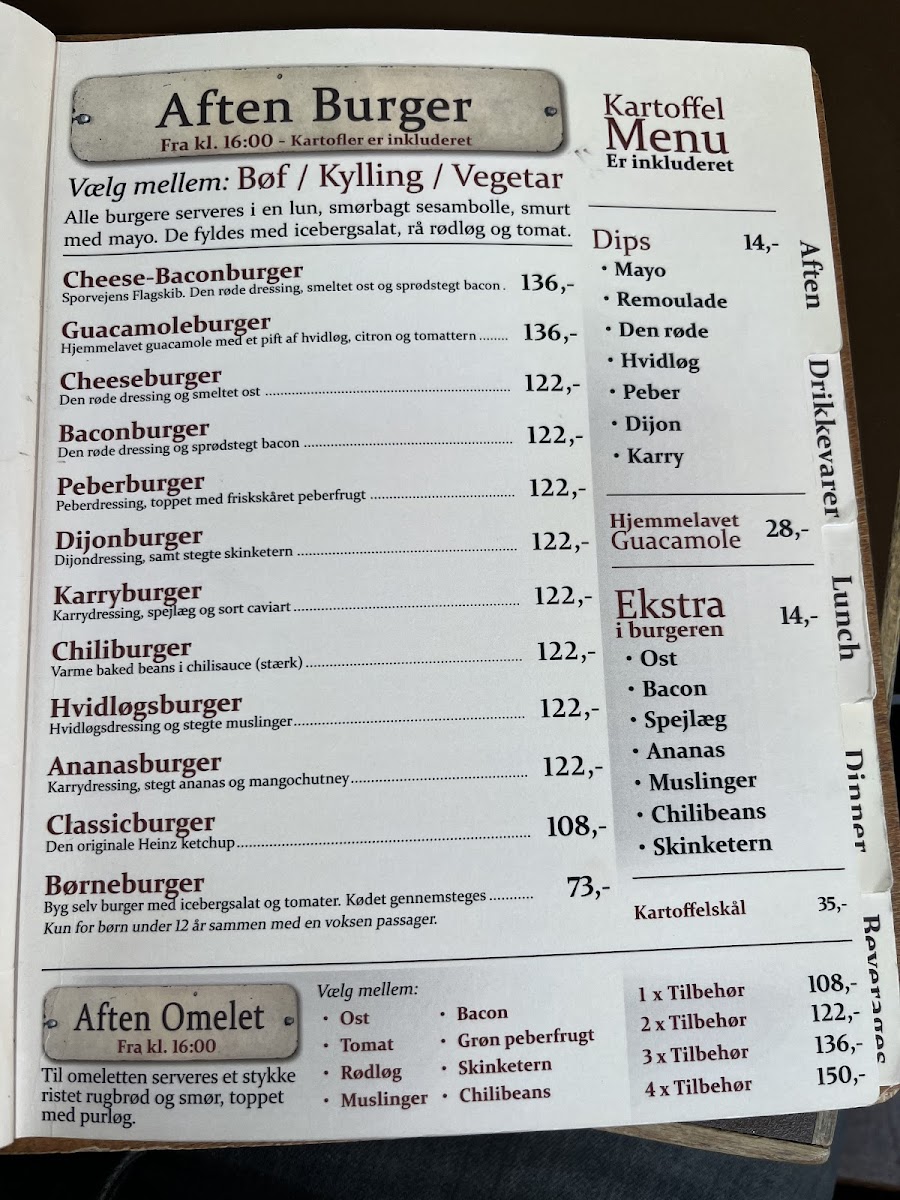 Aften Burger
Fra kl. 16:00 - Kartofler er inkluderet
Vælg mellem: Bøf / Kylling / Vegetar
Alle burgere serveres i en lun, smørbagt sesambolle, smurt
med mayo. De fyldes med icebergsalat, rå rødløg og tomat.
Cheese-Baconburger
Sporvejens Flagskib. Den røde dressing, smeltet ost og sprødstegt bacon. 136,-
Guacamoleburger
Hjemmelavet guacamole med et pift af hvidløg, citron og tomattern ........ 136,-
Cheeseburger
Den røde dressing og smeltet ost ........ 122,-
Baconburger
Den røde dressing og sprødstegt bacon ........ 122,-
Peberburger
Peberdressing, toppet med friskskåret peberfrugt ........ 122,-
Dijonburger
Dijondressing, samt stegte skinketern ........ 122,-
Karryburger
Karrydressing, spejlæg og sort caviart ........ 122,-
Chiliburger
Varme baked beans i chilisauce (stærk) ........ 122,-
Hvidløgsburger
Hvidløgsdressing og stegte muslinger ........ 122,-
Ananasburger
Karrydressing, stegt ananas og mangochutney ........ 122,-
Classicburger
Den originale Heinz ketchup ........ 108,-
Børneburger
Byg selv burger med icebergsalat og tomater. Kødet gennemsteges ........ 73,-
Kun for børn under 12 år sammen med en voksen passager.
Kartoffel
Menu
Er inkluderet
Dips 14,-
• Mayo
• Remoulade
• Den røde
• Hvidløg
• Peber
• Dijon
• Karry
Hjemmelavet
Guacamole 28,-
Ekstra
i burgeren 14,-
• Ost
• Bacon
• Spejlæg
• Ananas
• Muslinger
• Chilibeans
• Skinketern
Kartoffelskål 35,-
Aften Omelet
Fra kl. 16:00
Til omeletten serveres et stykke
ristet rugbrød og smør, toppet
med purløg.
Vælg mellem:
• Ost
• Tomat
• Rødløg
• Muslinger
• Bacon
• Grøn peberfrugt
• Skinketern
• Chilibeans
1 x Tilbehør 108,-
2 x Tilbehør 122,-
3 x Tilbehør 136,-
4 x Tilbehør 150,-
Aften
Drikkevarer
Lunch
Dinner
Beverages